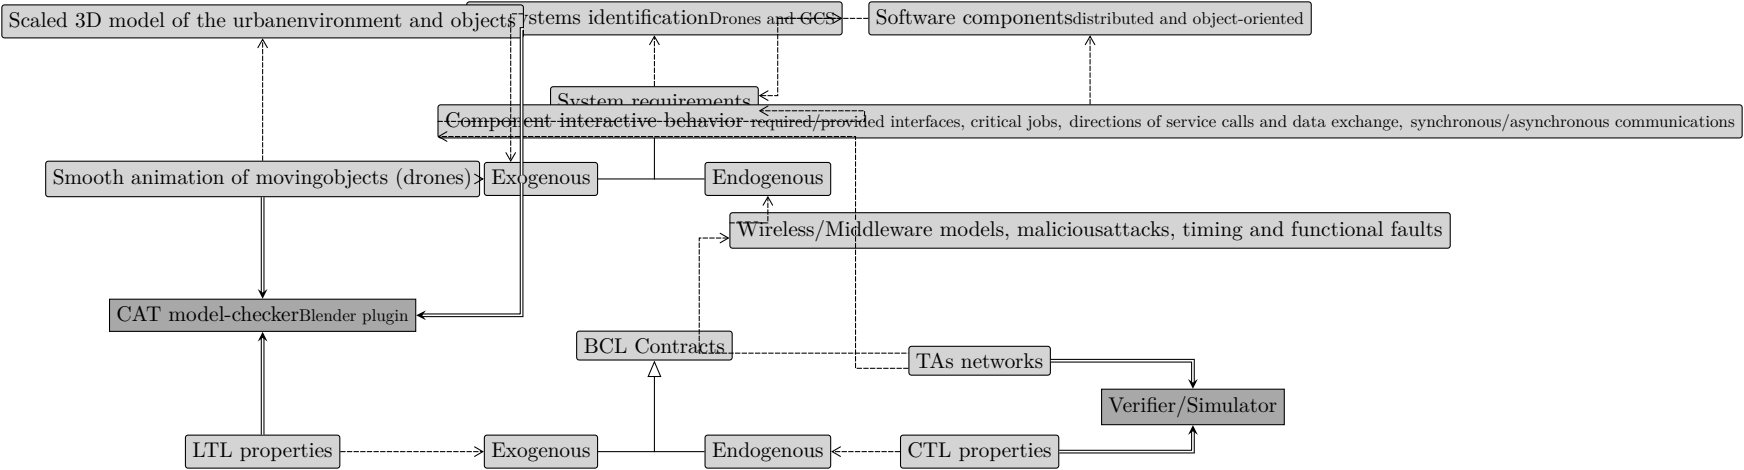 Scaled 3D model of the urbanenvironment and objects
ystems identificationDrones and GCS
Software componentsdistributed and object-oriented
System requirements
Component interactive behavior required/provided interfaces, critical jobs, directions of service calls and data exchange, synchronous/asynchronous communications
Smooth animation of movingobjects (drones)
Exogenous
Endogenous
Wireless/Middleware models, maliciousattacks, timing and functional faults
CAT model-checkerBlender plugin
BCL Contracts
TAs networks
Verifier/Simulator
LTL properties
Exogenous
Endogenous
CTL properties